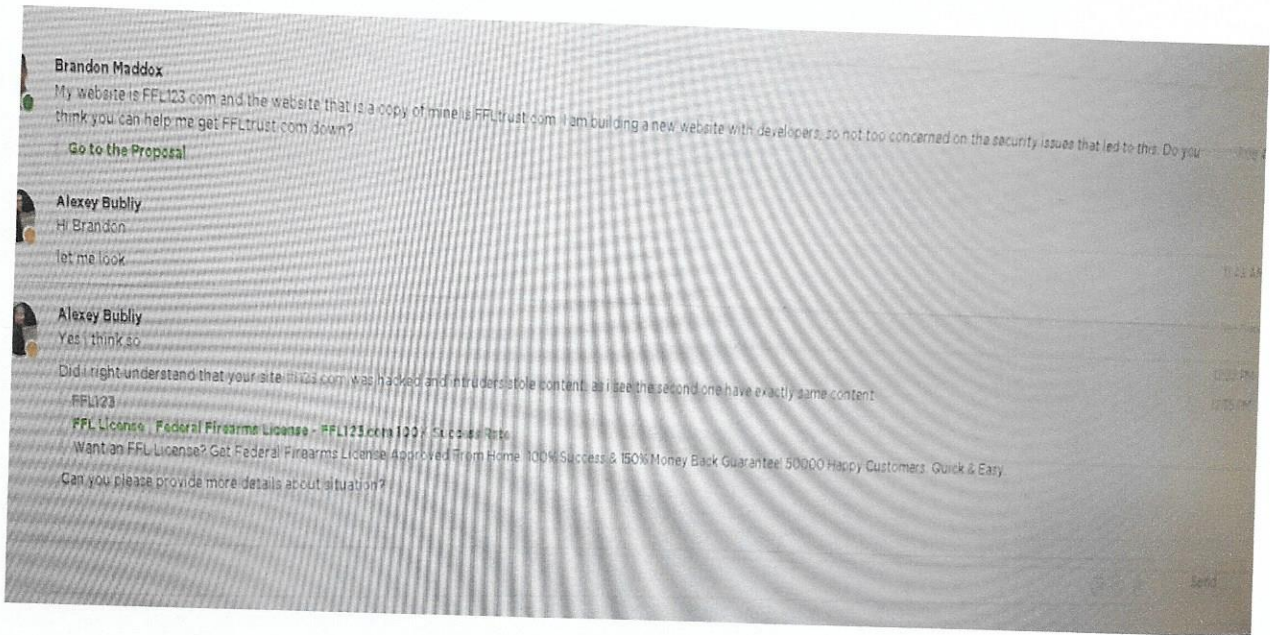 Brandon Maddox
My website is FFL123.com and the website that is a copy of mine is FFLtrust.com. I am building a new website with developers, so not too concerned on the security issues that led to this. Do you
think you can help me get FFLtrust.com down?
Go to the Proposal
Alexey Bubliy
Hi Brandon
let me look
11:23 AM
Alexey Bubliy
Yes i think so
Did i right understand that your site was hacked and intruders stole content, as i see the second one have exactly same content
FFL123
FFL License Federal Firearms License - FFL123.com 100% Success Rate
Want an FFL License? Get Federal Firearms License Approved From Home. 100% Success & 150% Money Back Guarantee! 50000 Happy Customers. Quick & Easy
Can you please provide more details about situation?
Send